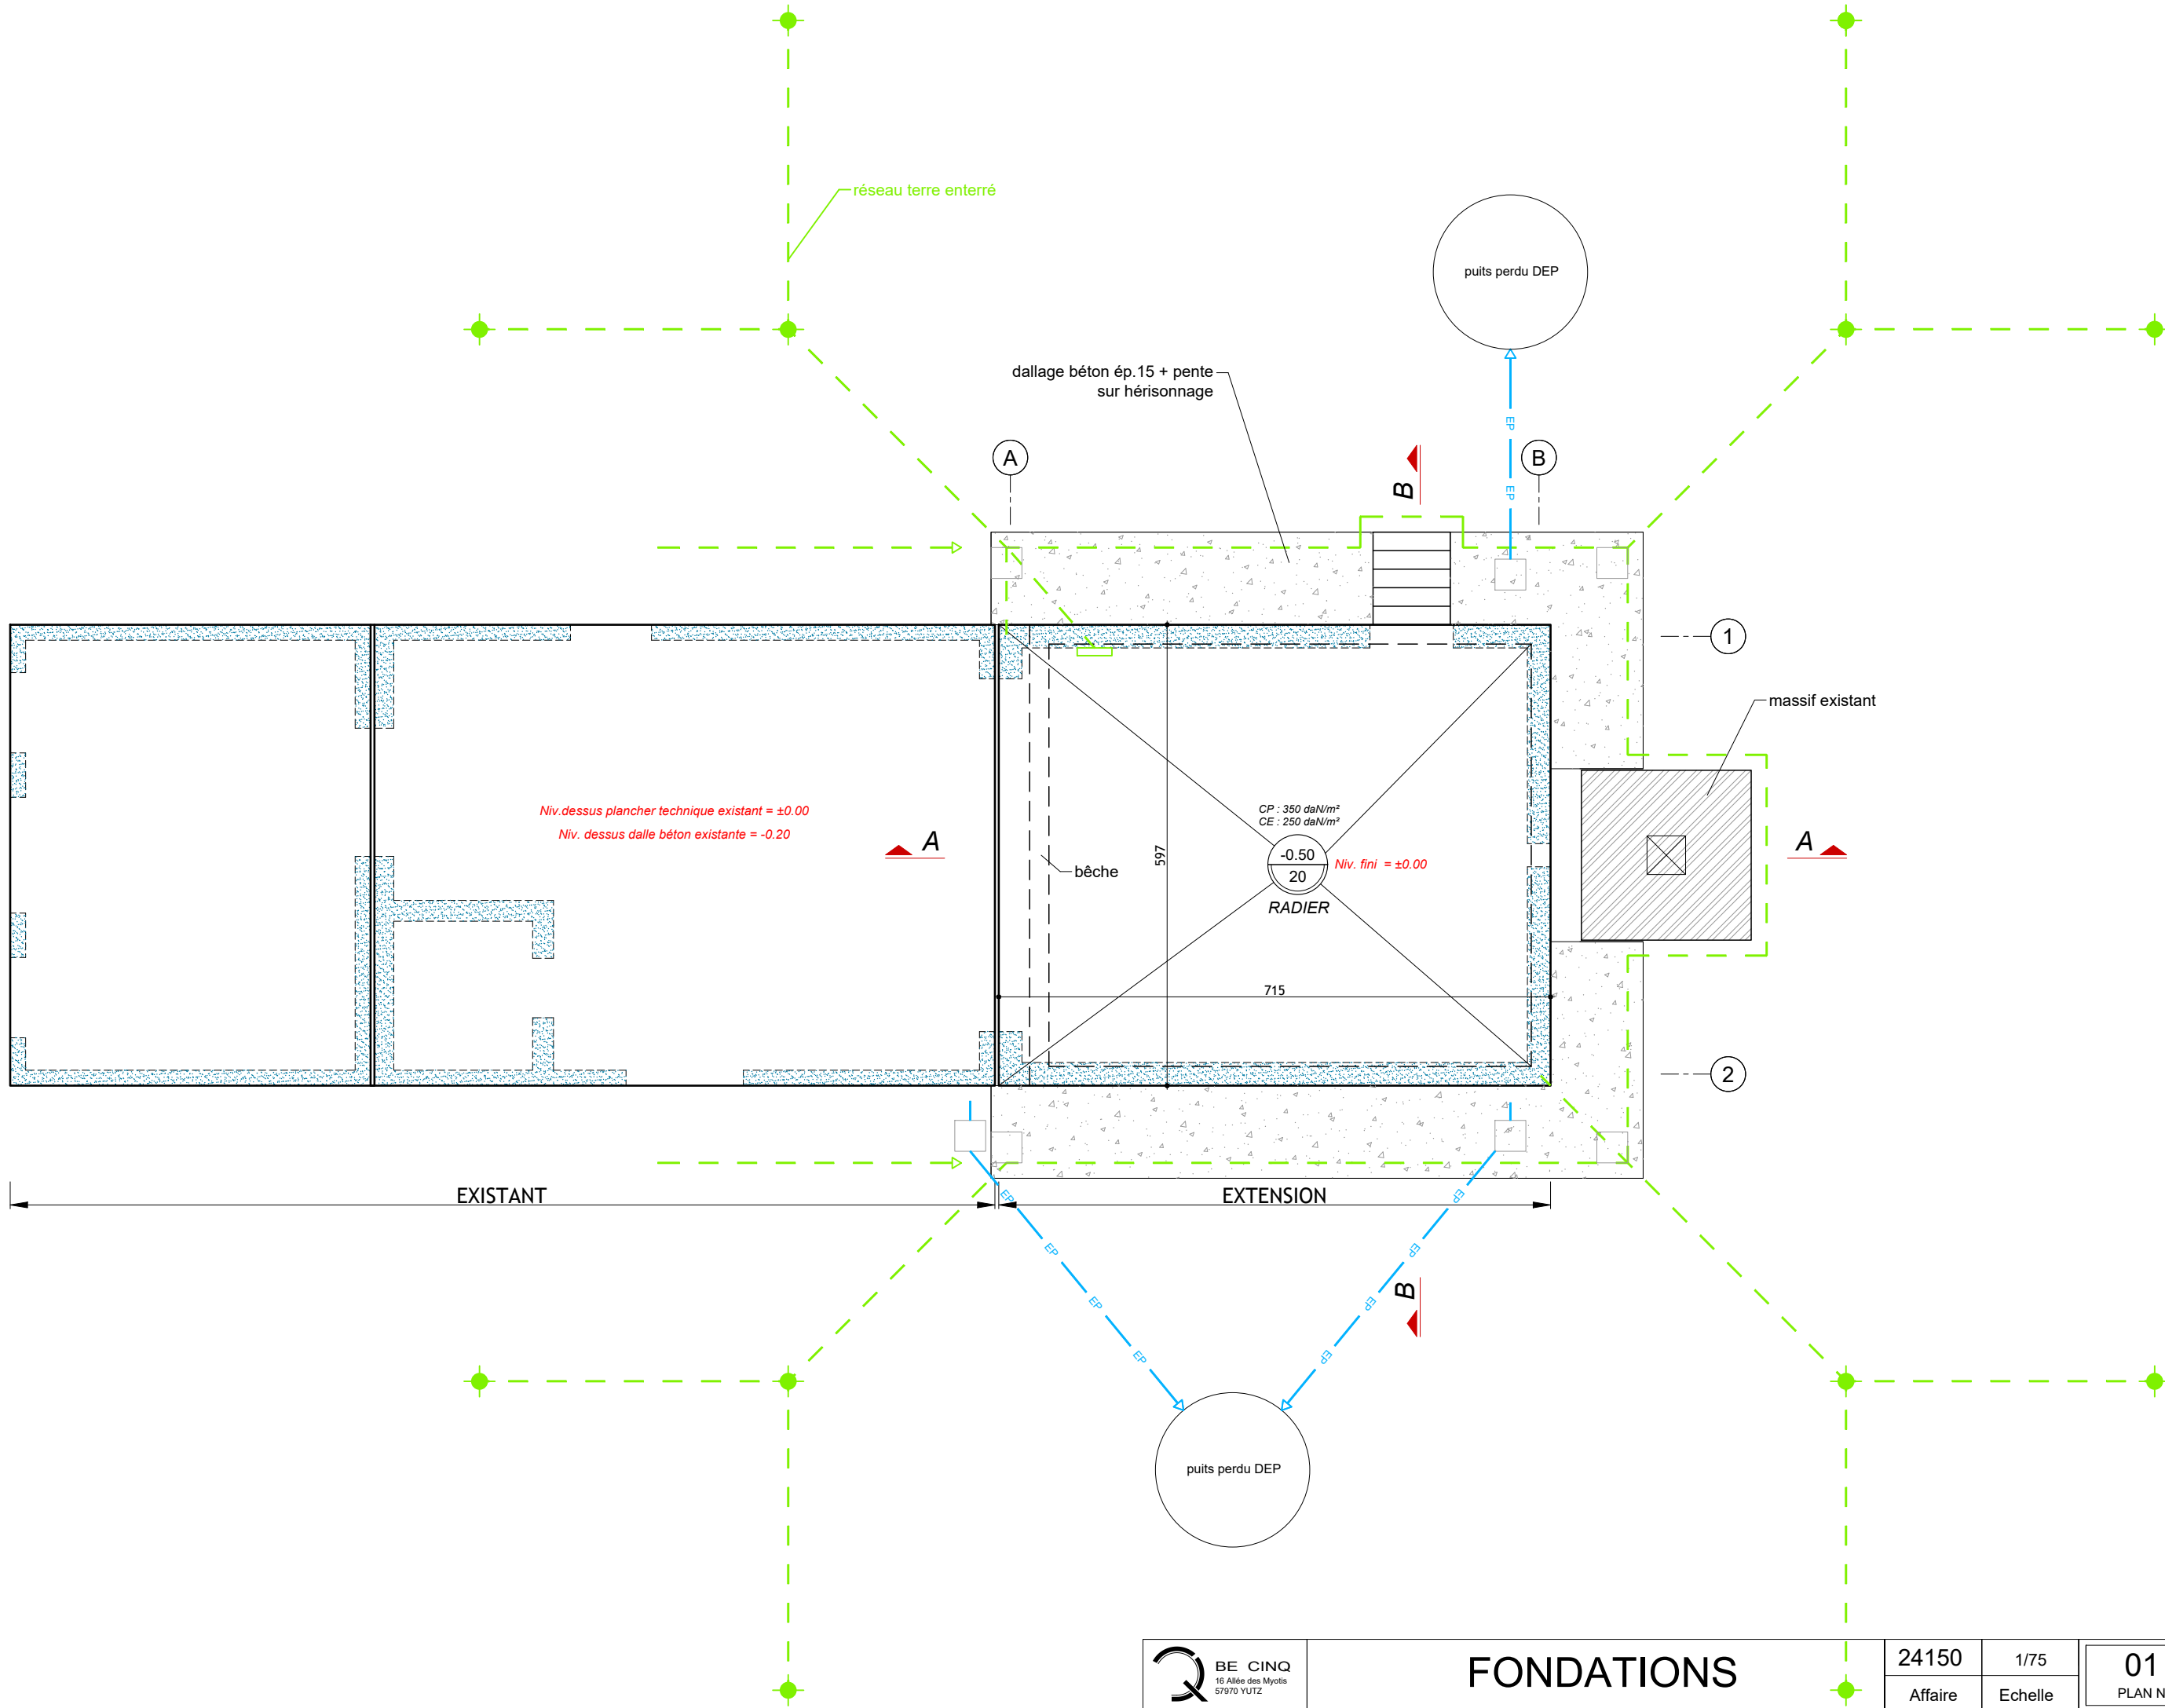 réseau terre enterré
puits perdu DEP
dallage béton ép.15 + pente
sur hérisonnage
EP
EP
A
B
B
1
massif existant
Niv.dessus plancher technique existant = ±0.00
Niv. dessus dalle béton existante = -0.20
A
bêche
597
CP : 350 daN/m²
CE : 250 daN/m²
-0.50
20
Niv. fini = ±0.00
RADIER
A
715
2
EXISTANT
EXTENSION
EP
EP
EP
EP
EP
EP
EP
EP
B
puits perdu DEP
BE CINQ
16 Allée des Myotis
57970 YUTZ
FONDATIONS
24150
1/75
01
Affaire
Echelle
PLAN N